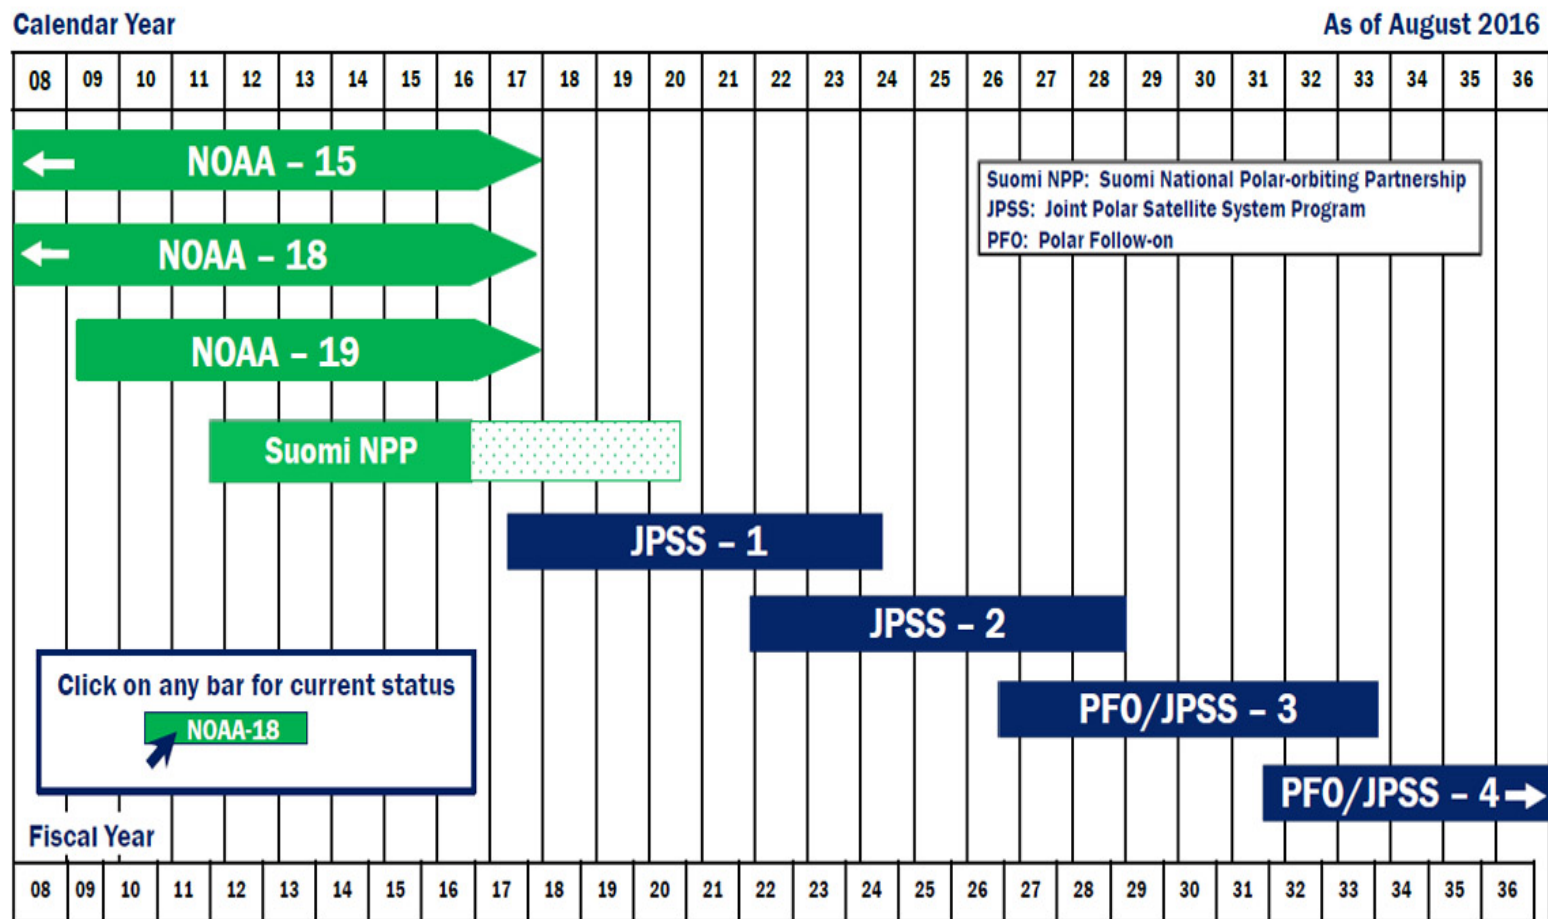 Calendar Year
As of August 2016
08 09 10 11 12 13 14 15 16 17 18 19 20 21 22 23 24 25 26 27 28 29 30 31 32 33 34 35 36
NOAA – 15
Suomi NPP: Suomi National Polar-orbiting Partnership
JPSS: Joint Polar Satellite System Program
PFO: Polar Follow-on
NOAA – 18
NOAA – 19
Suomi NPP
JPSS – 1
JPSS – 2
Click on any bar for current status
NOAA-18
PFO/JPSS – 3
PFO/JPSS – 4
Fiscal Year
08 09 10 11 12 13 14 15 16 17 18 19 20 21 22 23 24 25 26 27 28 29 30 31 32 33 34 35 36